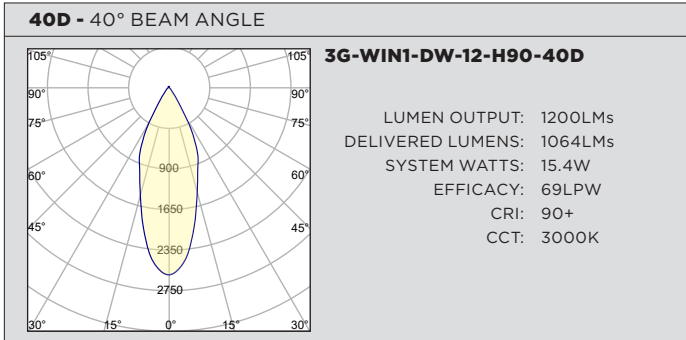 40D - 40° BEAM ANGLE
3G-WIN1-DW-12-H90-40D
105° 105°
90° 90°
75° 75°
60° 60°
45° 45°
30° 15° 0° 15° 30°
900
1650
2350
2750
LUMEN OUTPUT: 1200LMs
DELIVERED LUMENS: 1064LMs
SYSTEM WATTS: 15.4W
EFFICACY: 69LPW
CRI: 90+
CCT: 3000K